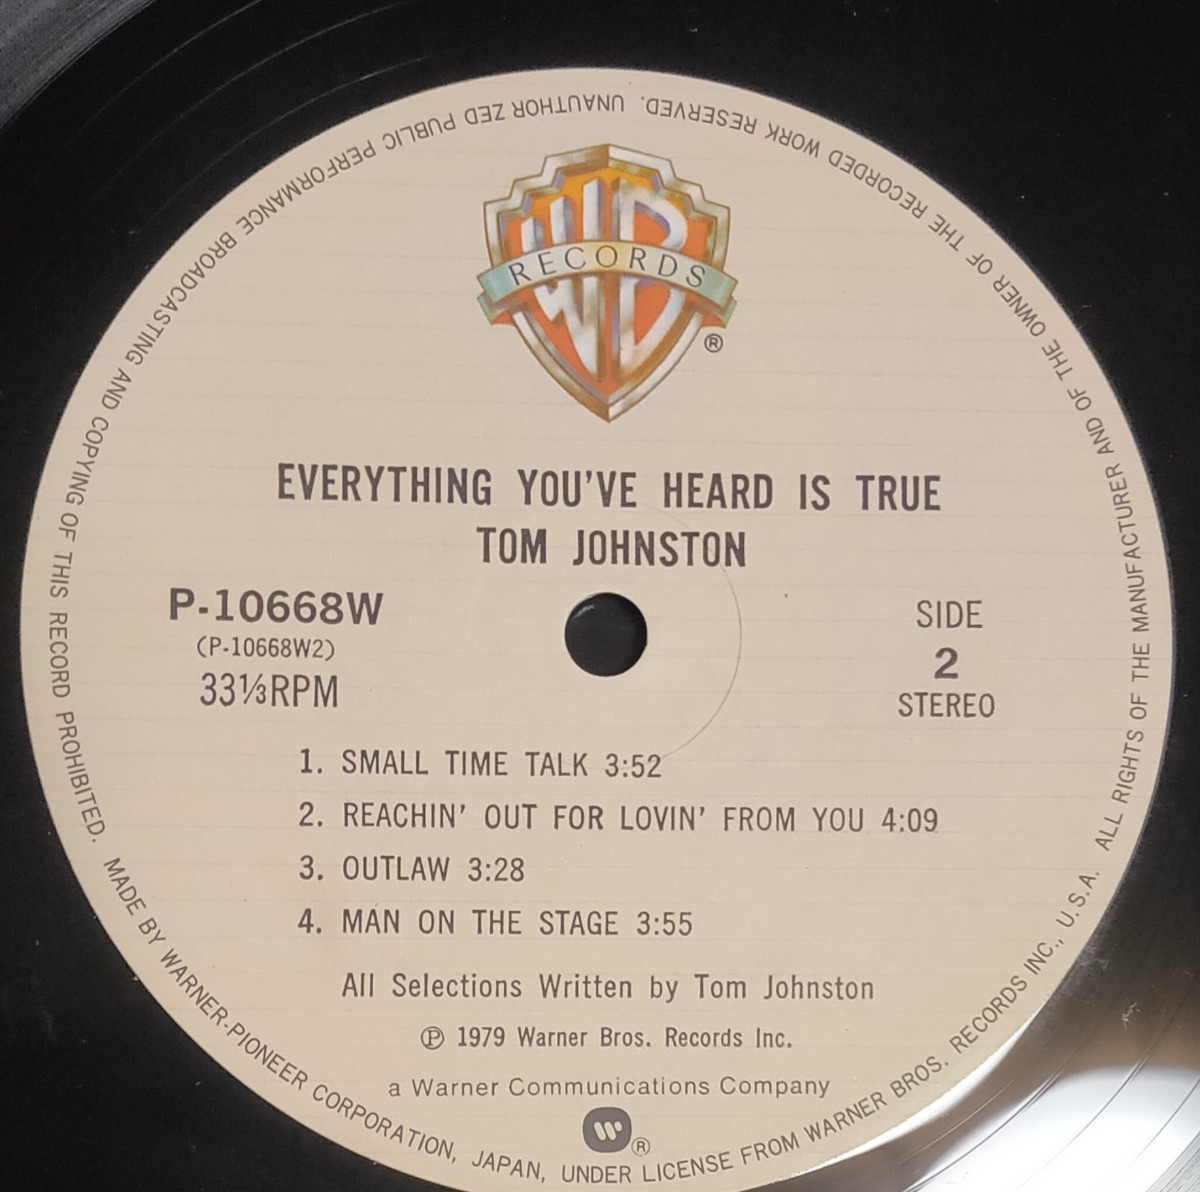 WB
RECORDS
®
EVERYTHING YOU'VE HEARD IS TRUE
TOM JOHNSTON
P-10668W
(P-10668W2)
33⅓RPM
SIDE
2
STEREO
1. SMALL TIME TALK 3:52
2. REACHIN' OUT FOR LOVIN' FROM YOU 4:09
3. OUTLAW 3:28
4. MAN ON THE STAGE 3:55
All Selections Written by Tom Johnston
℗ 1979 Warner Bros. Records Inc.
a Warner Communications Company
®
MADE BY WARNER-PIONEER CORPORATION, JAPAN, UNDER LICENSE FROM WARNER BROS. RECORDS INC., U.S.A. ALL RIGHTS OF THE MANUFACTURER AND OF THE OWNER OF THE RECORDED WORK RESERVED. UNAUTHOR ZED PUBLIC PERFORMANCE BROADCASTING AND COPYING OF THIS RECORD PROHIBITED.